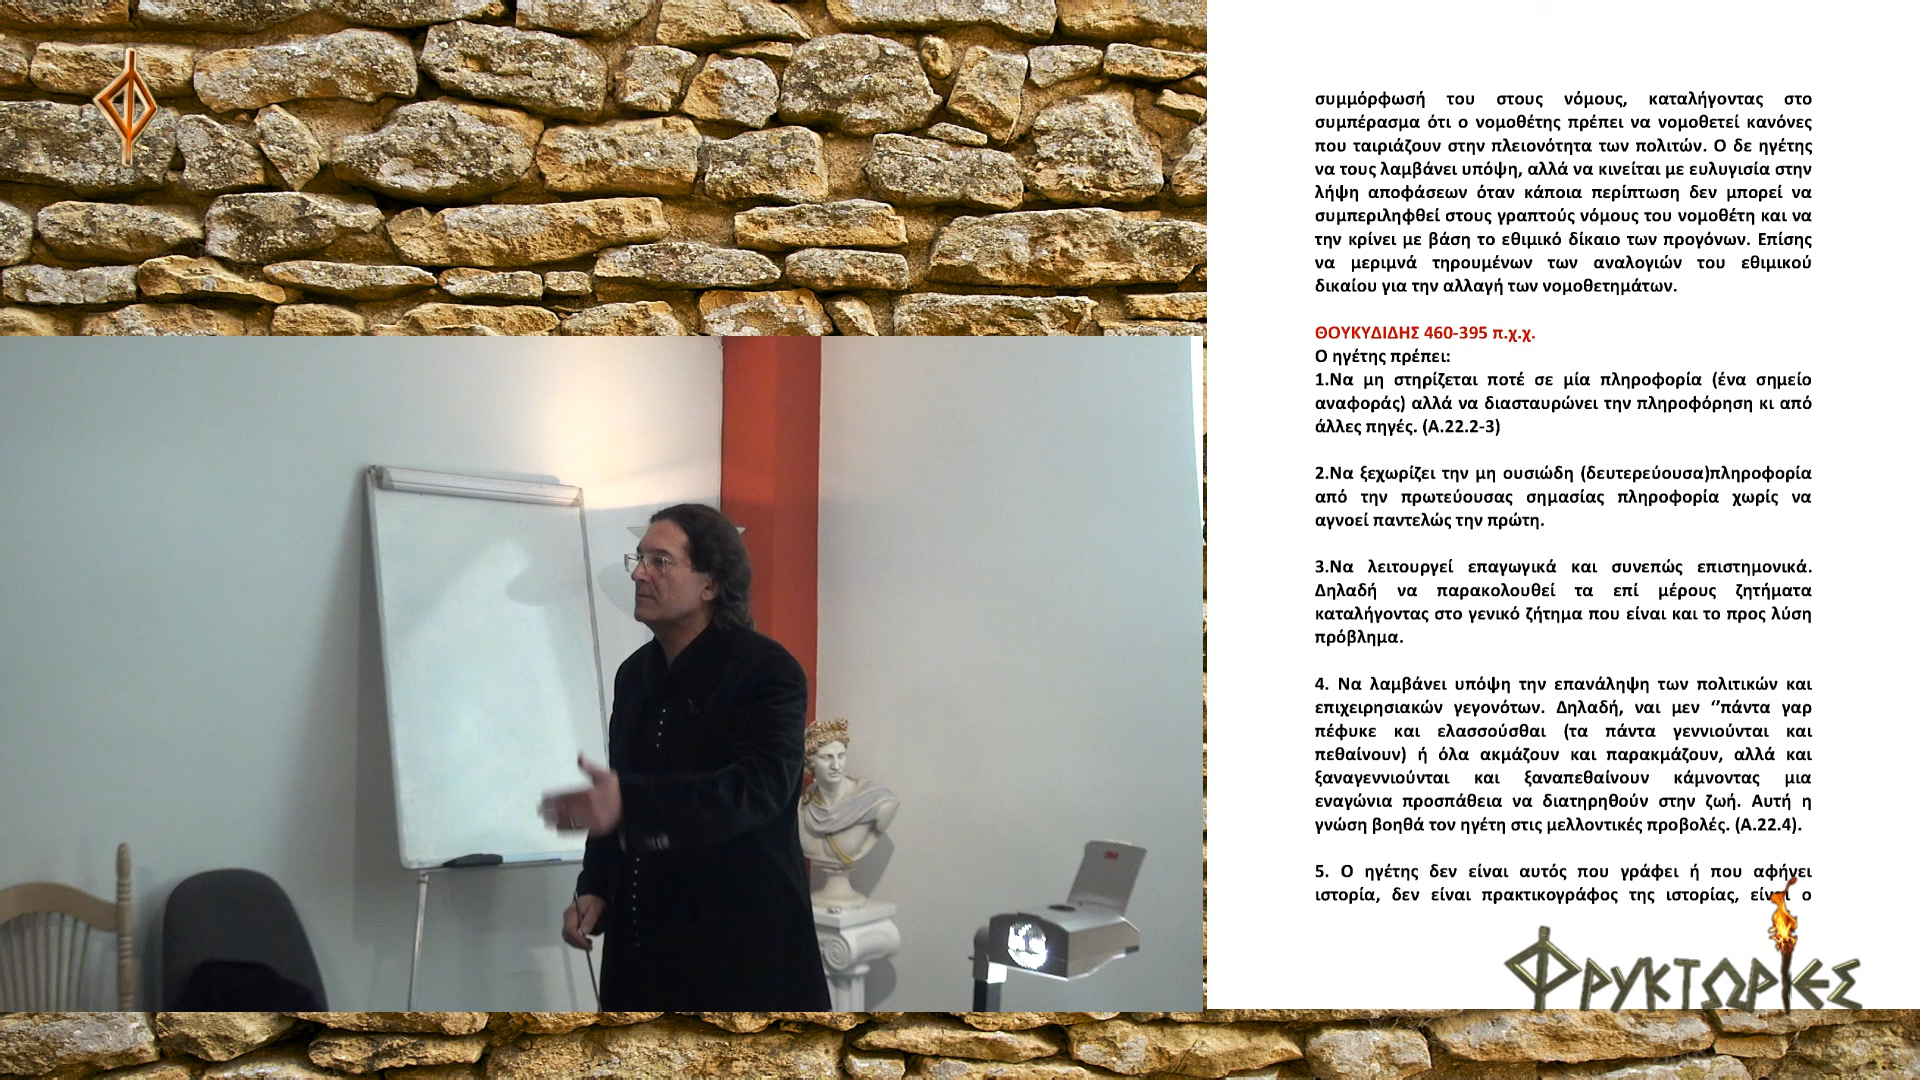 συμμόρφωσή του στους νόμους, καταλήγοντας στο
συμπέρασμα ότι ο νομοθέτης πρέπει να νομοθετεί κανόνες
που ταιριάζουν στην πλειονότητα των πολιτών. Ο δε ηγέτης
να τους λαμβάνει υπόψη, αλλά να κινείται με ευλυγισία στην
λήψη αποφάσεων όταν κάποια περίπτωση δεν μπορεί να
συμπεριληφθεί στους γραπτούς νόμους του νομοθέτη και να
την κρίνει με βάση το εθιμικό δίκαιο των προγόνων. Επίσης
να μεριμνά τηρουμένων των αναλογιών του εθιμικού
δικαίου για την αλλαγή των νομοθετημάτων.
ΘΟΥΚΥΔΙΔΗΣ 460-395 π.χ.χ.
Ο ηγέτης πρέπει:
1.Να μη στηρίζεται ποτέ σε μία πληροφορία (ένα σημείο
αναφοράς) αλλά να διασταυρώνει την πληροφόρηση κι από
άλλες πηγές. (Α.22.2-3)
2.Να ξεχωρίζει την μη ουσιώδη (δευτερεύουσα)πληροφορία
από την πρωτεύουσας σημασίας πληροφορία χωρίς να
αγνοεί παντελώς την πρώτη.
3.Να λειτουργεί επαγωγικά και συνεπώς επιστημονικά.
Δηλαδή να παρακολουθεί τα επί μέρους ζητήματα
καταλήγοντας στο γενικό ζήτημα που είναι και το προς λύση
πρόβλημα.
4. Να λαμβάνει υπόψη την επανάληψη των πολιτικών και
επιχειρησιακών γεγονότων. Δηλαδή, ναι μεν ‘’πάντα γαρ
πέφυκε και ελασσούσθαι (τα πάντα γεννιούνται και
πεθαίνουν) ή όλα ακμάζουν και παρακμάζουν, αλλά και
ξαναγεννιούνται και ξαναπεθαίνουν κάμνοντας μια
εναγώνια προσπάθεια να διατηρηθούν στην ζωή. Αυτή η
γνώση βοηθά τον ηγέτη στις μελλοντικές προβολές. (Α.22.4).
5. Ο ηγέτης δεν είναι αυτός που γράφει ή που αφήνει
ιστορία, δεν είναι πρακτικογράφος της ιστορίας, είναι ο
ΦΡΥΚΤΩΡΙΕΣ
3M